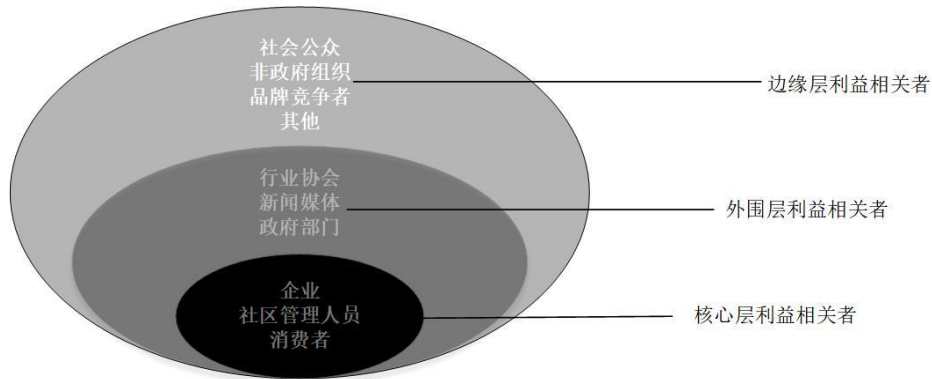 社会公众
非政府组织
品牌竞争者
其他
边缘层利益相关者
行业协会
新闻媒体
政府部门
外围层利益相关者
企业
社区管理人员
消费者
核心层利益相关者